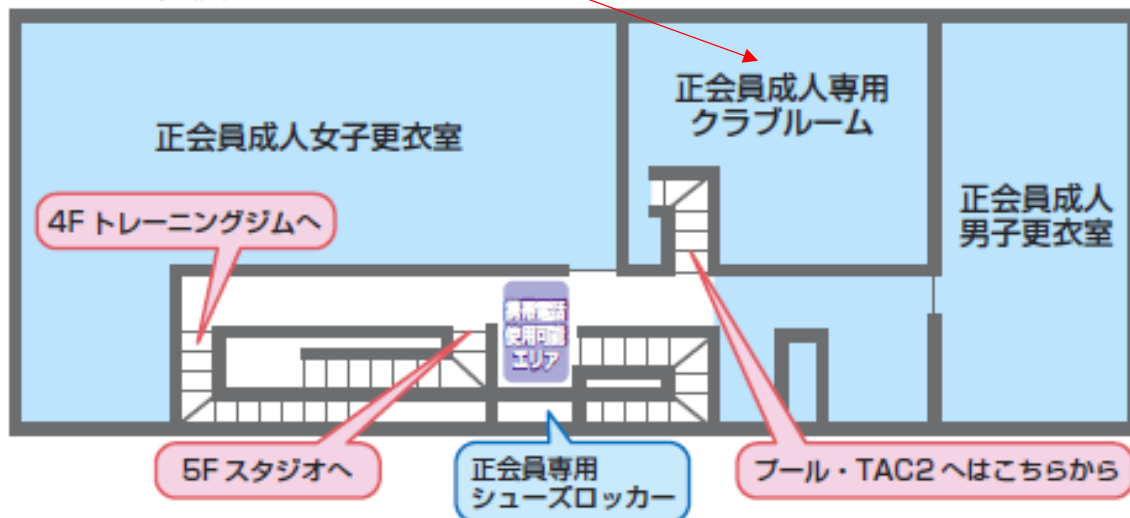 正会員成人専用
クラブルーム
正会員成人女子更衣室
正会員成人
男子更衣室
4F トレーニングジムへ
携帯電話
使用可能
エリア
5F スタジオへ
正会員専用
シューズロッカー
プール・TAC2 へはこちらから